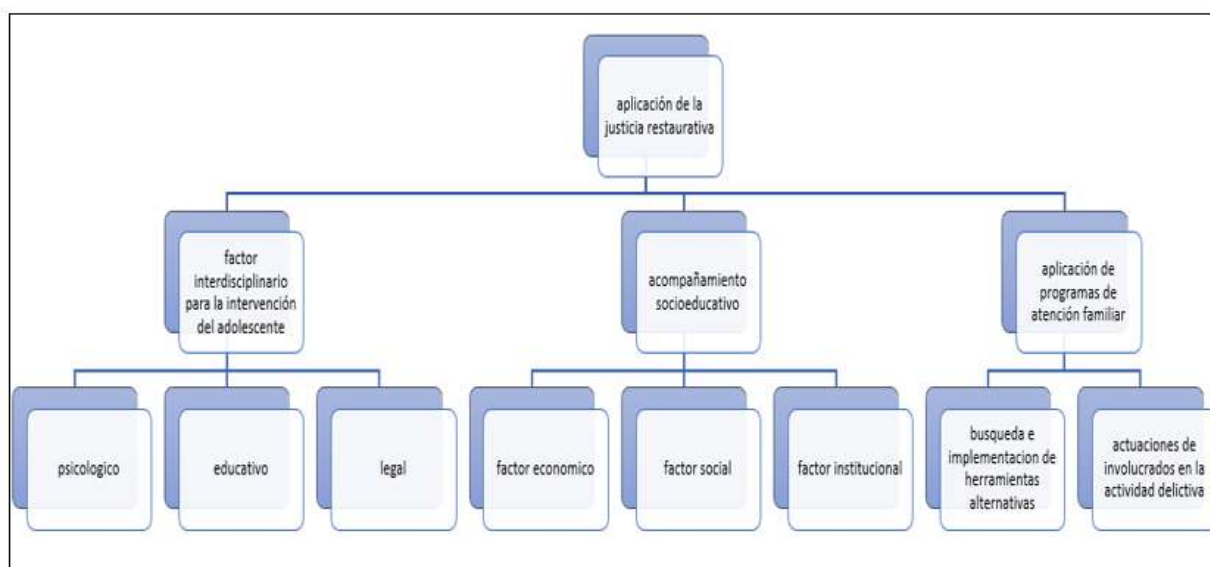 aplicación de la
justicia restaurativa
factor
interdisciplinario
para la intervención
del adolescente
acompañamiento
socioeducativo
aplicación de
programas de
atención familiar
psicologico
educativo
legal
factor economico
factor social
factor institucional
busqueda e
implementacion de
herramientas
alternativas
actuaciones de
involucrados en la
actividad delictiva